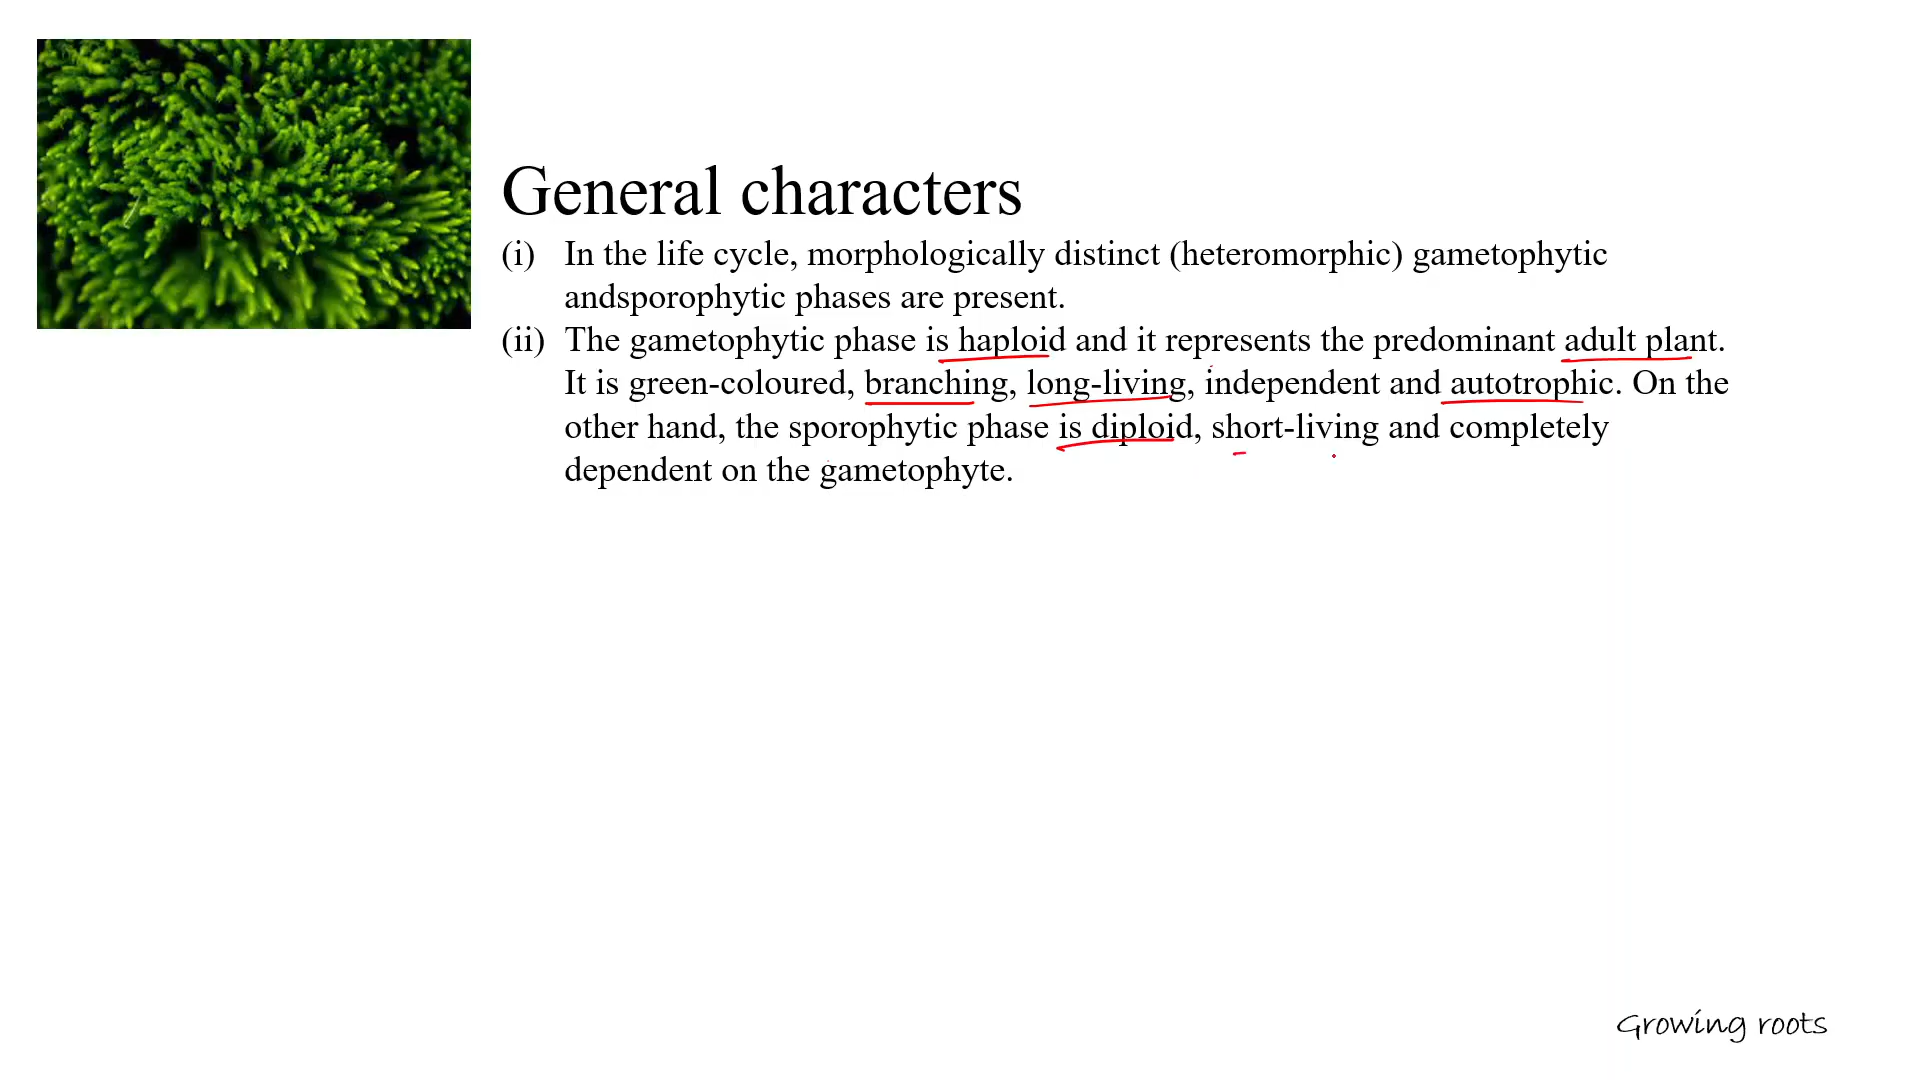 General characters
(i) In the life cycle, morphologically distinct (heteromorphic) gametophytic
andsporophytic phases are present.
(ii) The gametophytic phase is haploid and it represents the predominant adult plant.
It is green-coloured, branching, long-living, independent and autotrophic. On the
other hand, the sporophytic phase is diploid, short-living and completely
dependent on the gametophyte.
Growing roots